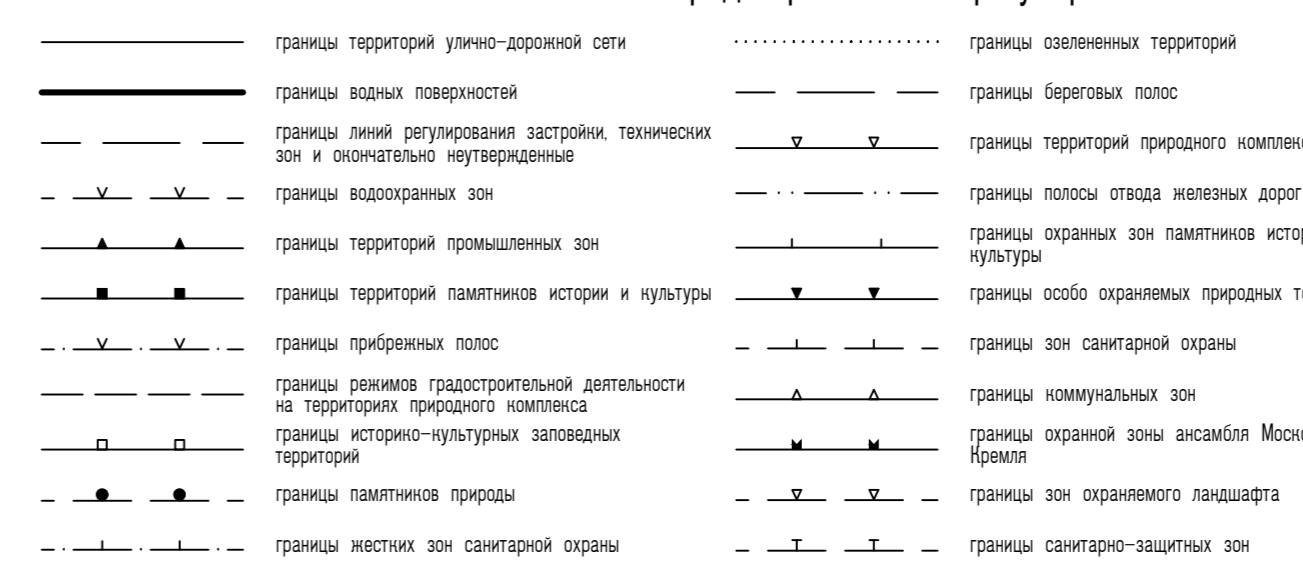 границы территорий улично-дорожной сети
границы водных поверхностей
границы линий регулирования застройки, технических
зон и окончательно неутвержденные
границы водоохранных зон
границы территорий промышленных зон
границы территорий памятников истории и культуры
границы прибрежных полос
границы режимов градостроительной деятельности
на территориях природного комплекса
границы историко-культурных заповедных
территорий
границы памятников природы
границы жестких зон санитарной охраны
границы озелененных территорий
границы береговых полос
границы территорий природного
границы полосы отвода железных дорог
границы охранных зон памятников
культуры
границы особо охраняемых природных
границы зон санитарной охраны
границы коммунальных зон
границы охранной зоны ансамбля
Кремля
границы зон охраняемого ландшафта
границы санитарно-защитных зон